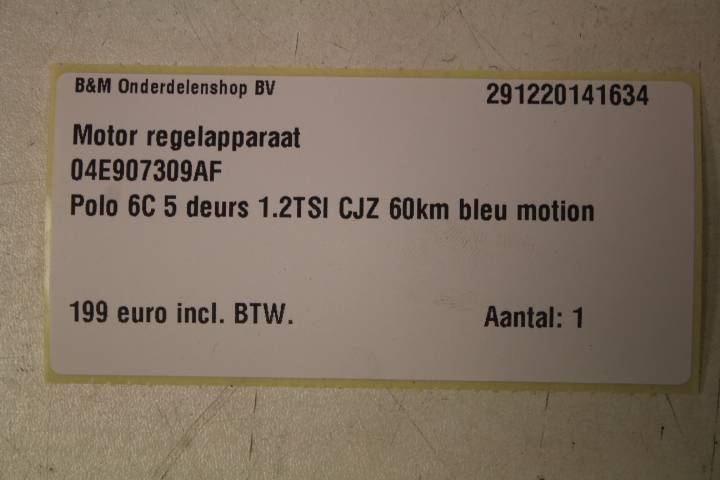 B&M Onderdelenshop BV 291220141634
Motor regelapparaat
04E907309AF
Polo 6C 5 deurs 1.2TSI CJZ 60km bleu motion
199 euro incl. BTW. Aantal: 1